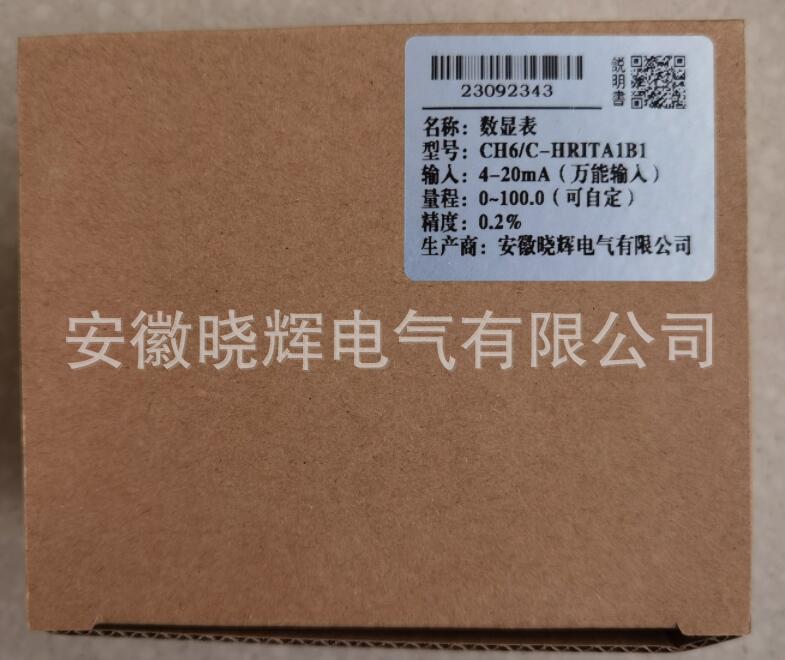 23092343
説明書
名称：数显表
型号：CH6/C-HRITA1B1
输入：4-20mA（万能输入）
量程：0~100.0（可自定）
精度：0.2%
生产商：安徽晓辉电气有限公司
安徽晓辉电气有限公司